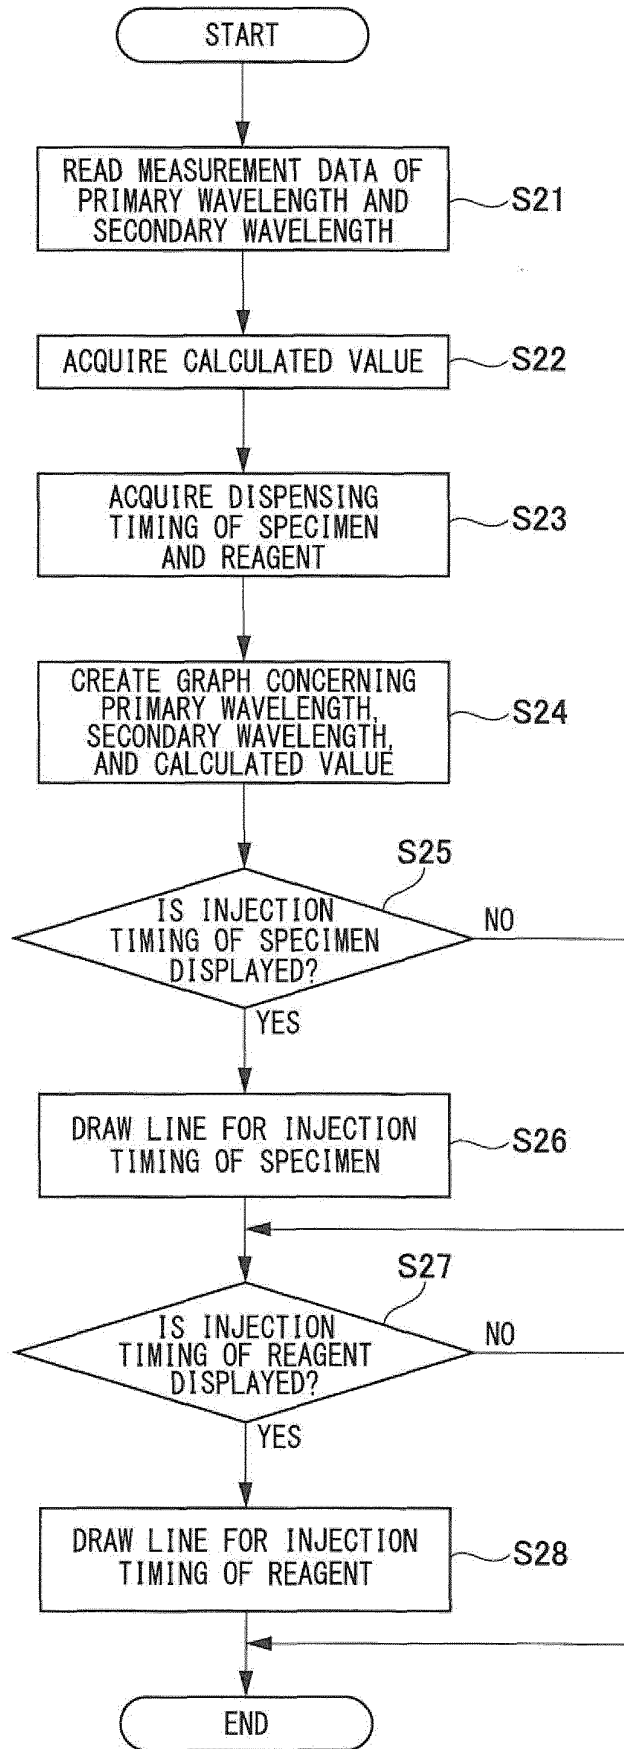 START
READ MEASUREMENT DATA OF
PRIMARY WAVELENGTH AND
SECONDARY WAVELENGTH
S21
ACQUIRE CALCULATED VALUE
S22
ACQUIRE DISPENSING
TIMING OF SPECIMEN
AND REAGENT
S23
CREATE GRAPH CONCERNING
PRIMARY WAVELENGTH,
SECONDARY WAVELENGTH,
AND CALCULATED VALUE
S24
S25
IS INJECTION
TIMING OF SPECIMEN
DISPLAYED?
NO
YES
DRAW LINE FOR INJECTION
TIMING OF SPECIMEN
S26
S27
IS INJECTION
TIMING OF REAGENT
DISPLAYED?
NO
YES
DRAW LINE FOR INJECTION
TIMING OF REAGENT
S28
END